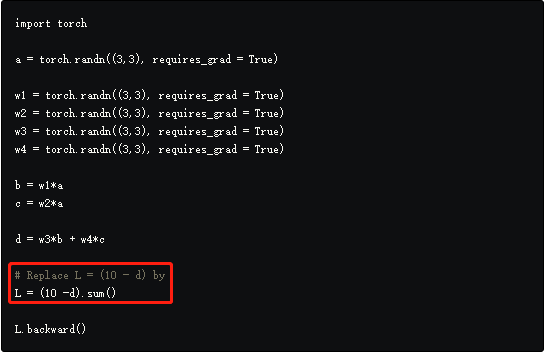 import torch
a = torch.randn((3,3), requires_grad = True)
w1 = torch.randn((3,3), requires_grad = True)
w2 = torch.randn((3,3), requires_grad = True)
w3 = torch.randn((3,3), requires_grad = True)
w4 = torch.randn((3,3), requires_grad = True)
b = w1*a
c = w2*a
d = w3*b + w4*c
# Replace L = (10 - d) by
L = (10 -d).sum()
L.backward()